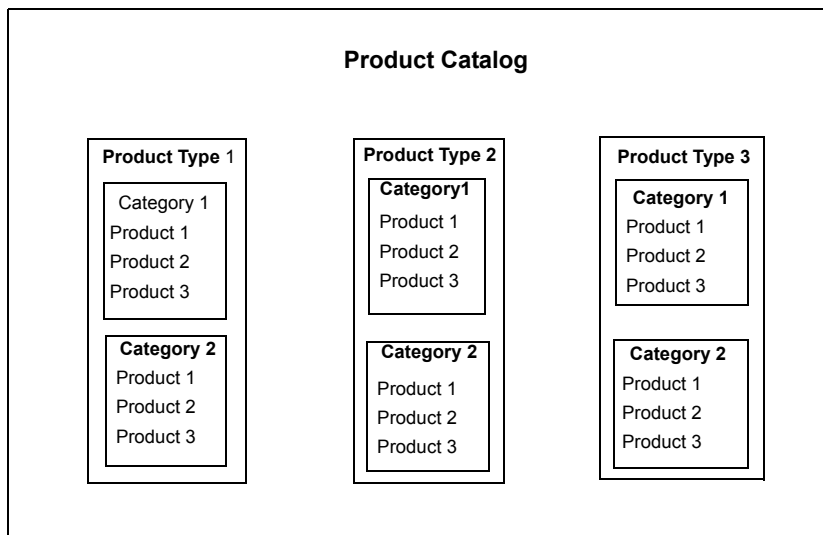 Product Catalog
Product Type 1
Category 1
Product 1
Product 2
Product 3
Category 2
Product 1
Product 2
Product 3
Product Type 2
Category1
Product 1
Product 2
Product 3
Category 2
Product 1
Product 2
Product 3
Product Type 3
Category 1
Product 1
Product 2
Product 3
Category 2
Product 1
Product 2
Product 3